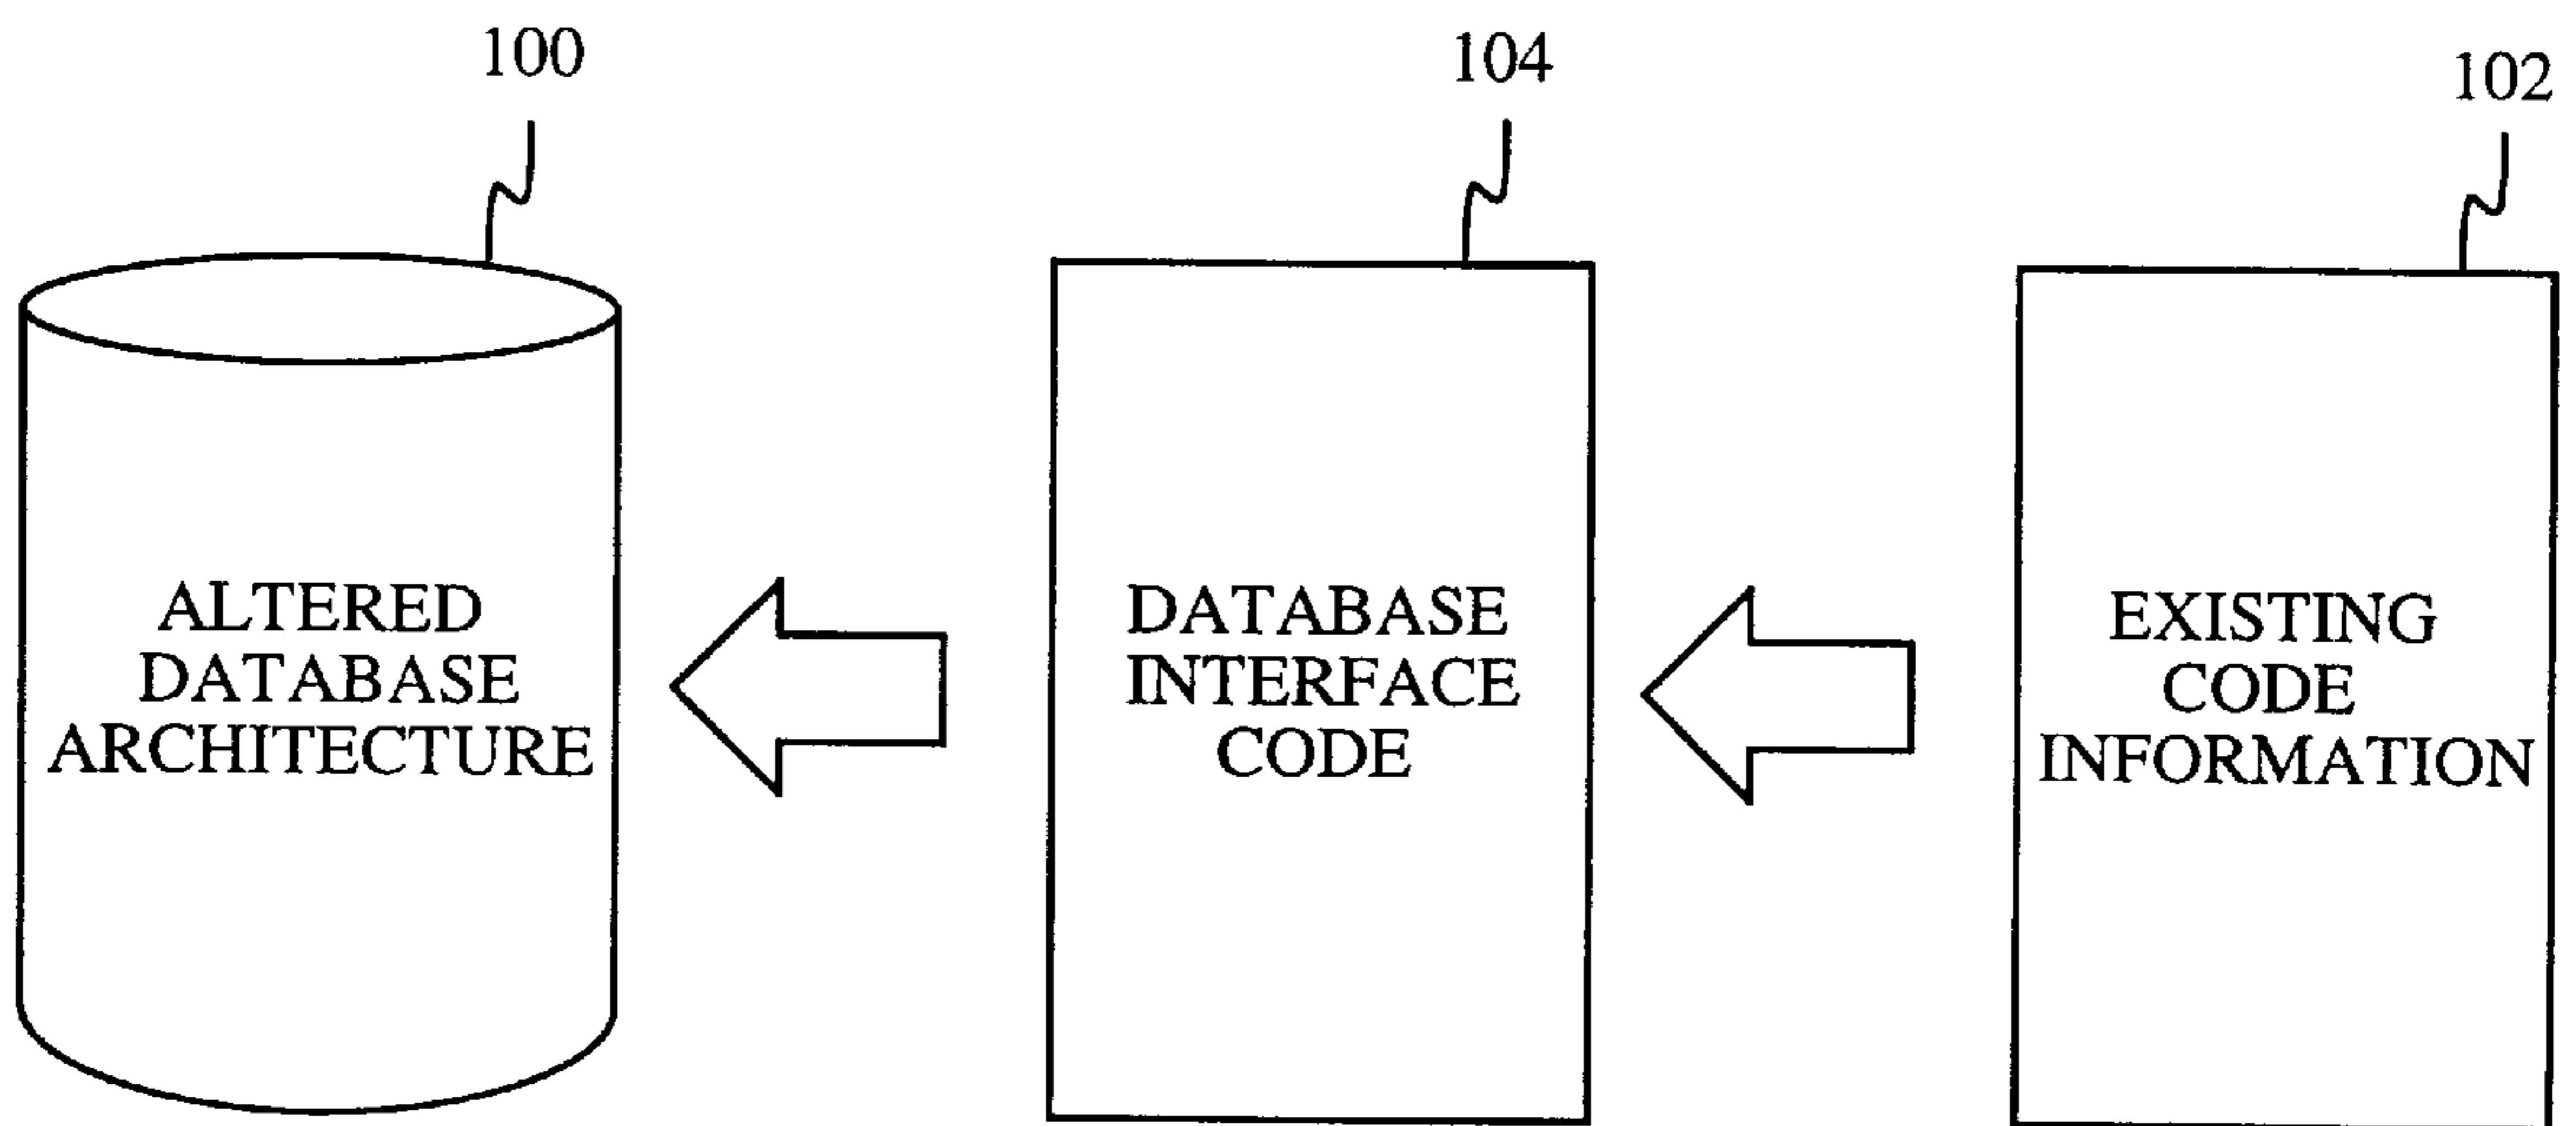 100
104
102
ALTERED
DATABASE
ARCHITECTURE
DATABASE
INTERFACE
CODE
EXISTING
CODE
INFORMATION